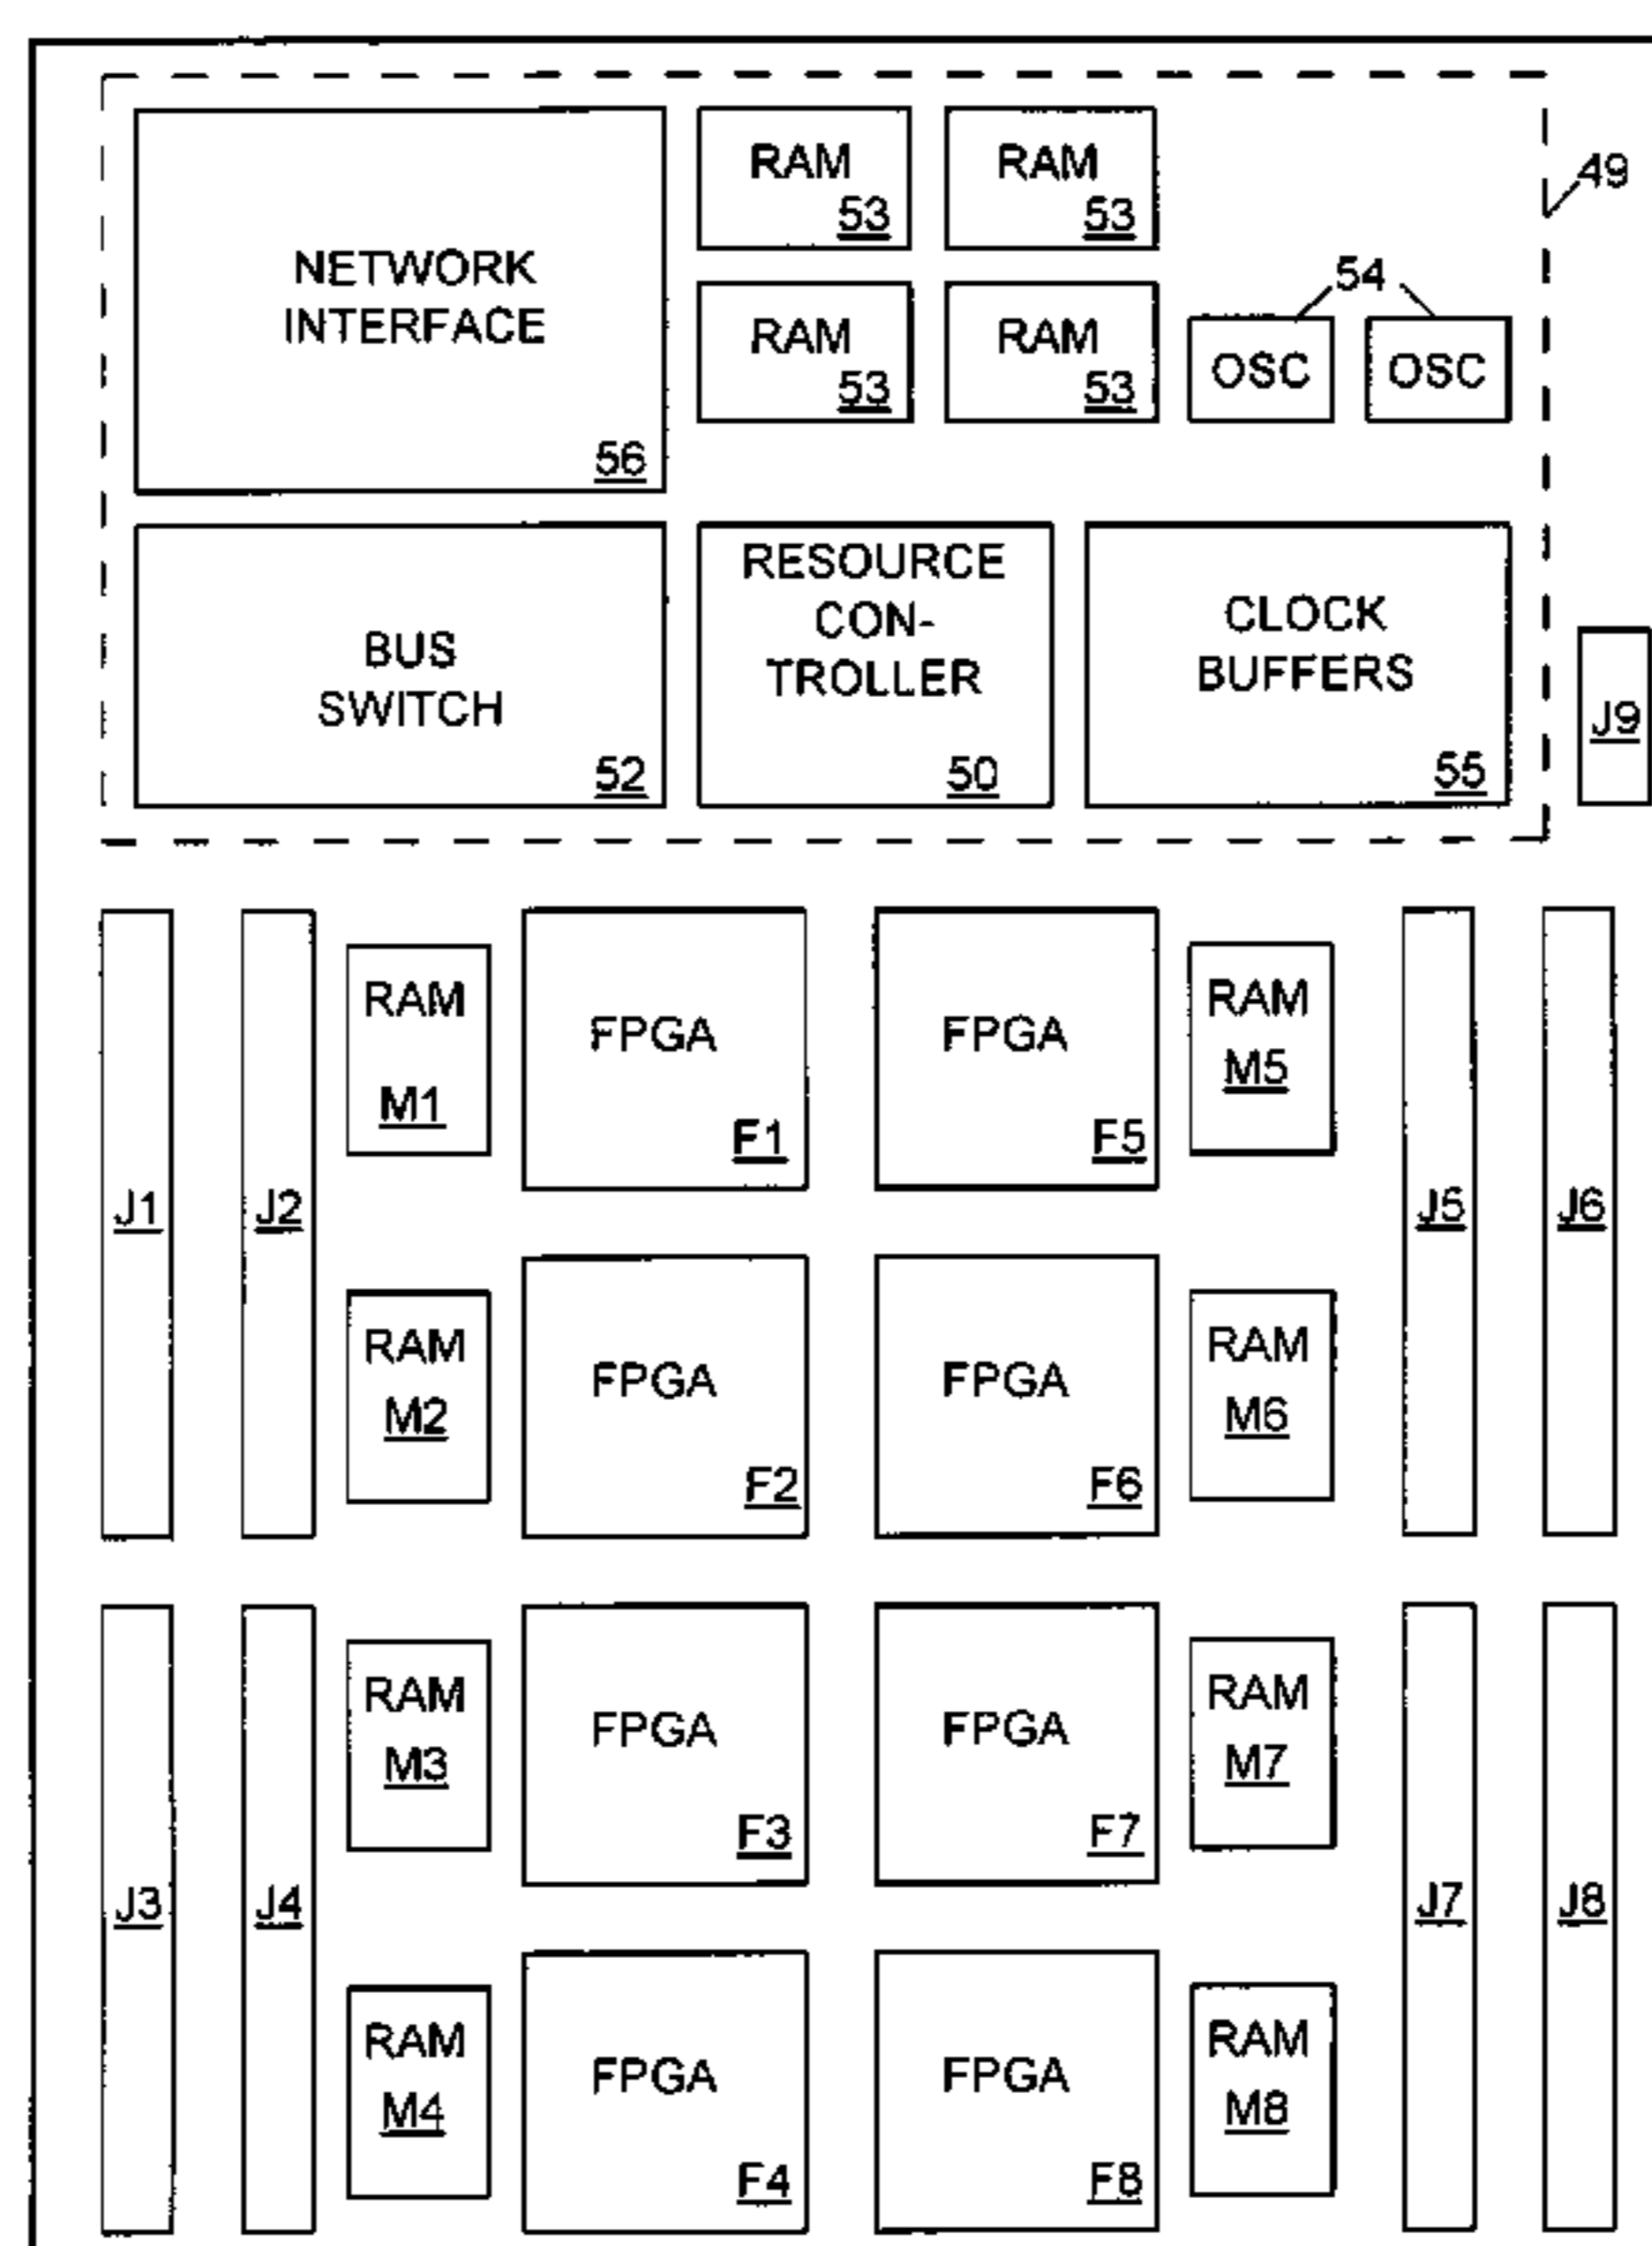 RAM
53
RAM
53
49
NETWORK
INTERFACE
56
RAM
53
RAM
53
54
OSC
OSC
BUS
SWITCH
52
RESOURCE
CON-
TROLLER
50
CLOCK
BUFFERS
55
J9
J1
J2
RAM
M1
FPGA
F1
FPGA
F5
RAM
M5
J5
J6
RAM
M2
FPGA
F2
FPGA
F6
RAM
M6
J3
J4
RAM
M3
FPGA
F3
FPGA
F7
RAM
M7
J7
J8
RAM
M4
FPGA
F4
FPGA
F8
RAM
M8